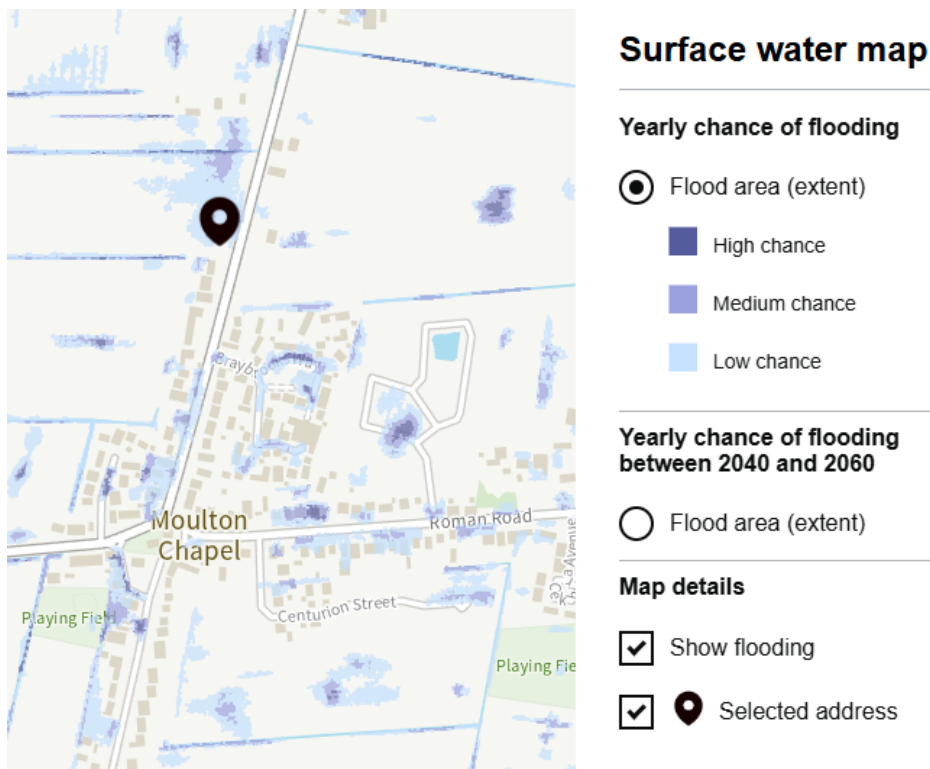 Surface water map
Yearly chance of flooding
Flood area (extent)
High chance
Medium chance
Low chance
Yearly chance of flooding
between 2040 and 2060
Flood area (extent)
Map details
Show flooding
Selected address
Moulton
Chapel
Roman Road
Centurion Street
Playing Field
Playing Fie